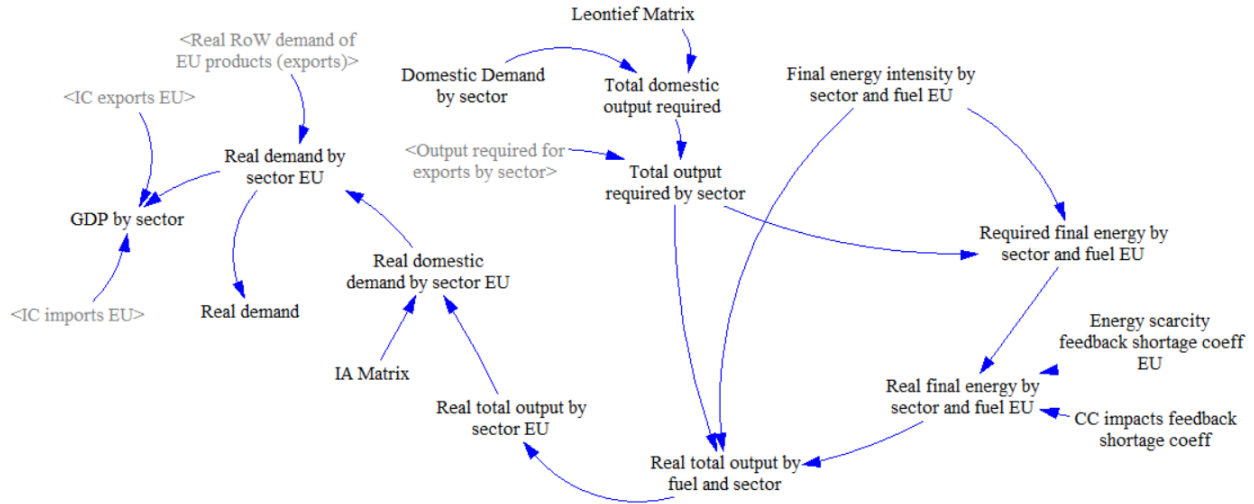 Leontief Matrix
<Real RoW demand of
EU products (exports)>
Domestic Demand
by sector
Total domestic
output required
Final energy intensity by
sector and fuel EU
<IC exports EU>
Real demand by
sector EU
<Output required for
exports by sector>
Total output
required by sector
GDP by sector
Required final energy by
sector and fuel EU
Real domestic
demand by sector EU
<IC imports EU>
Real demand
Energy scarcity
feedback shortage coeff
EU
IA Matrix
Real final energy by
sector and fuel EU
Real total output by
sector EU
CC impacts feedback
shortage coeff
Real total output by
fuel and sector